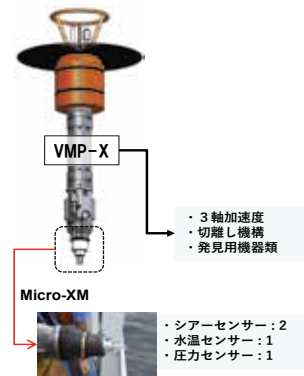 VMP-X
・３軸加速度
・切離し機構
・発見用機器類
Micro-XM
・シアーセンサー：2
・水温センサー：1
・圧力センサー：1